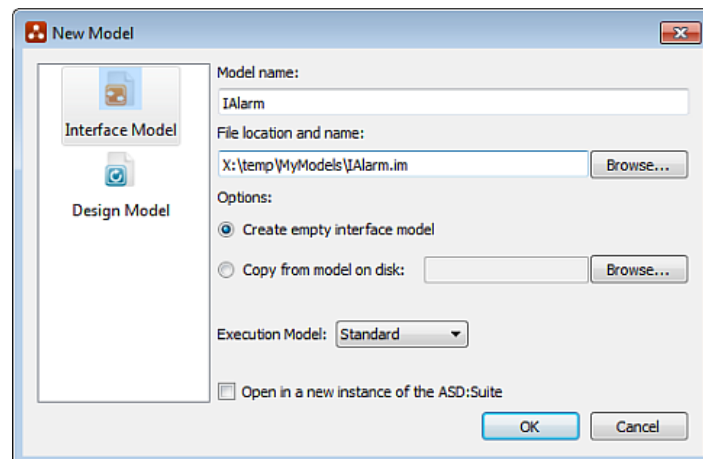 New Model
Interface Model
Design Model
Model name:
IAlarm
File location and name:
X:\temp\MyModels\IAlarm.im
Browse...
Options:
Create empty interface model
Copy from model on disk:
Browse...
Execution Model: Standard
Open in a new instance of the ASD:Suite
OK
Cancel